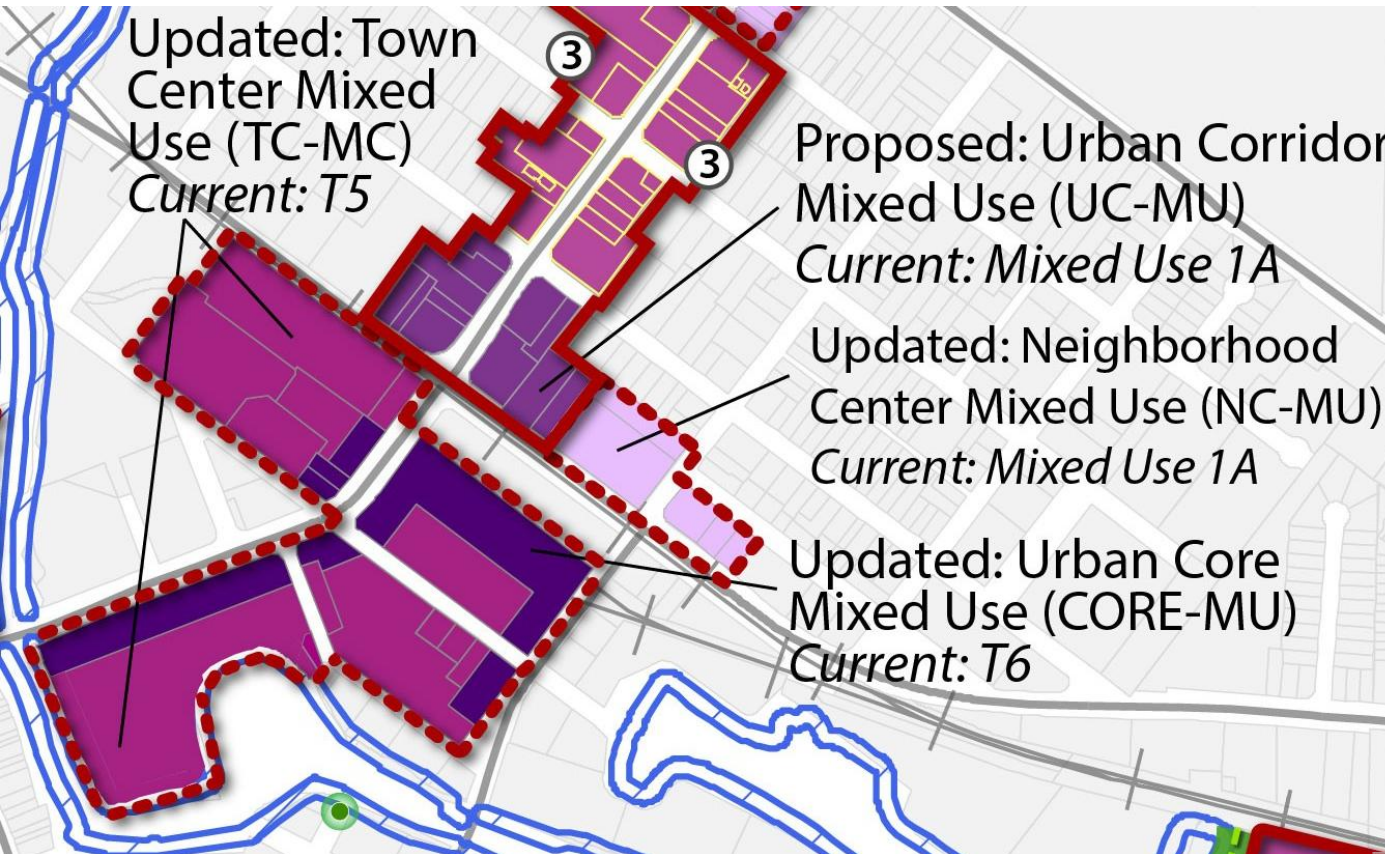 Updated: Town
Center Mixed
Use (TC-MC)
Current: T5
3
3
Proposed: Urban Corridor
Mixed Use (UC-MU)
Current: Mixed Use 1A
Updated: Neighborhood
Center Mixed Use (NC-MU)
Current: Mixed Use 1A
Updated: Urban Core
Mixed Use (CORE-MU)
Current: T6